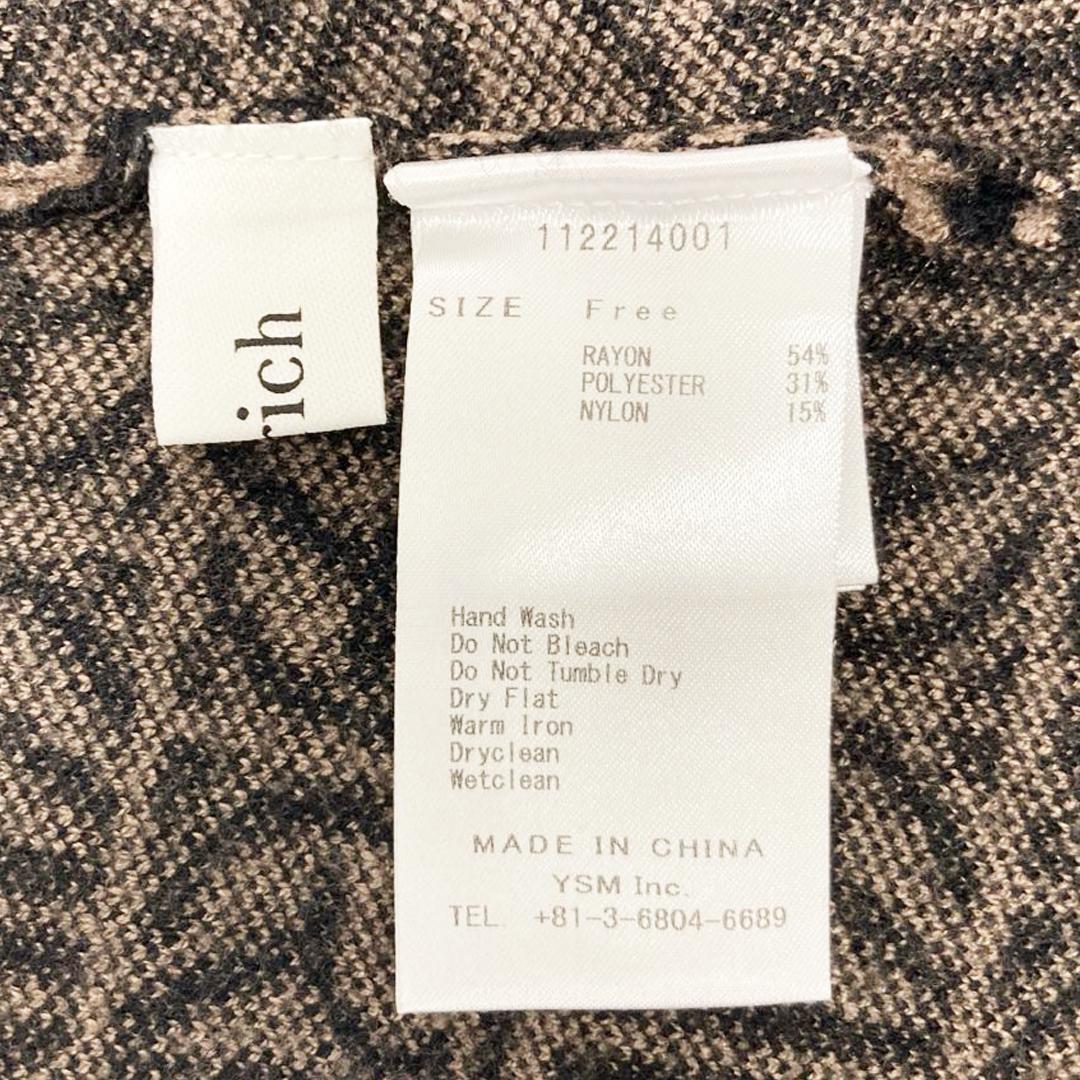 rich
112214001
SIZE Free
RAYON 54%
POLYESTER 31%
NYLON 15%
Hand Wash
Do Not Bleach
Do Not Tumble Dry
Dry Flat
Warm Iron
Dryclean
Wetclean
MADE IN CHINA
YSM Inc.
TEL. +81-3-6804-6689